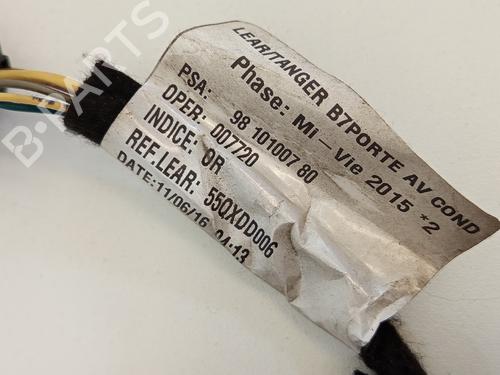 LEAR/TANGER B7PORTE AV COND
Phase: Mi - Vie 2015 *2
PSA: 98 101007 80
OPER: 007720
INDICE: OR
REF.LEAR: 55QXDD006
DATE:11/06/16 04:13
B-PARTS